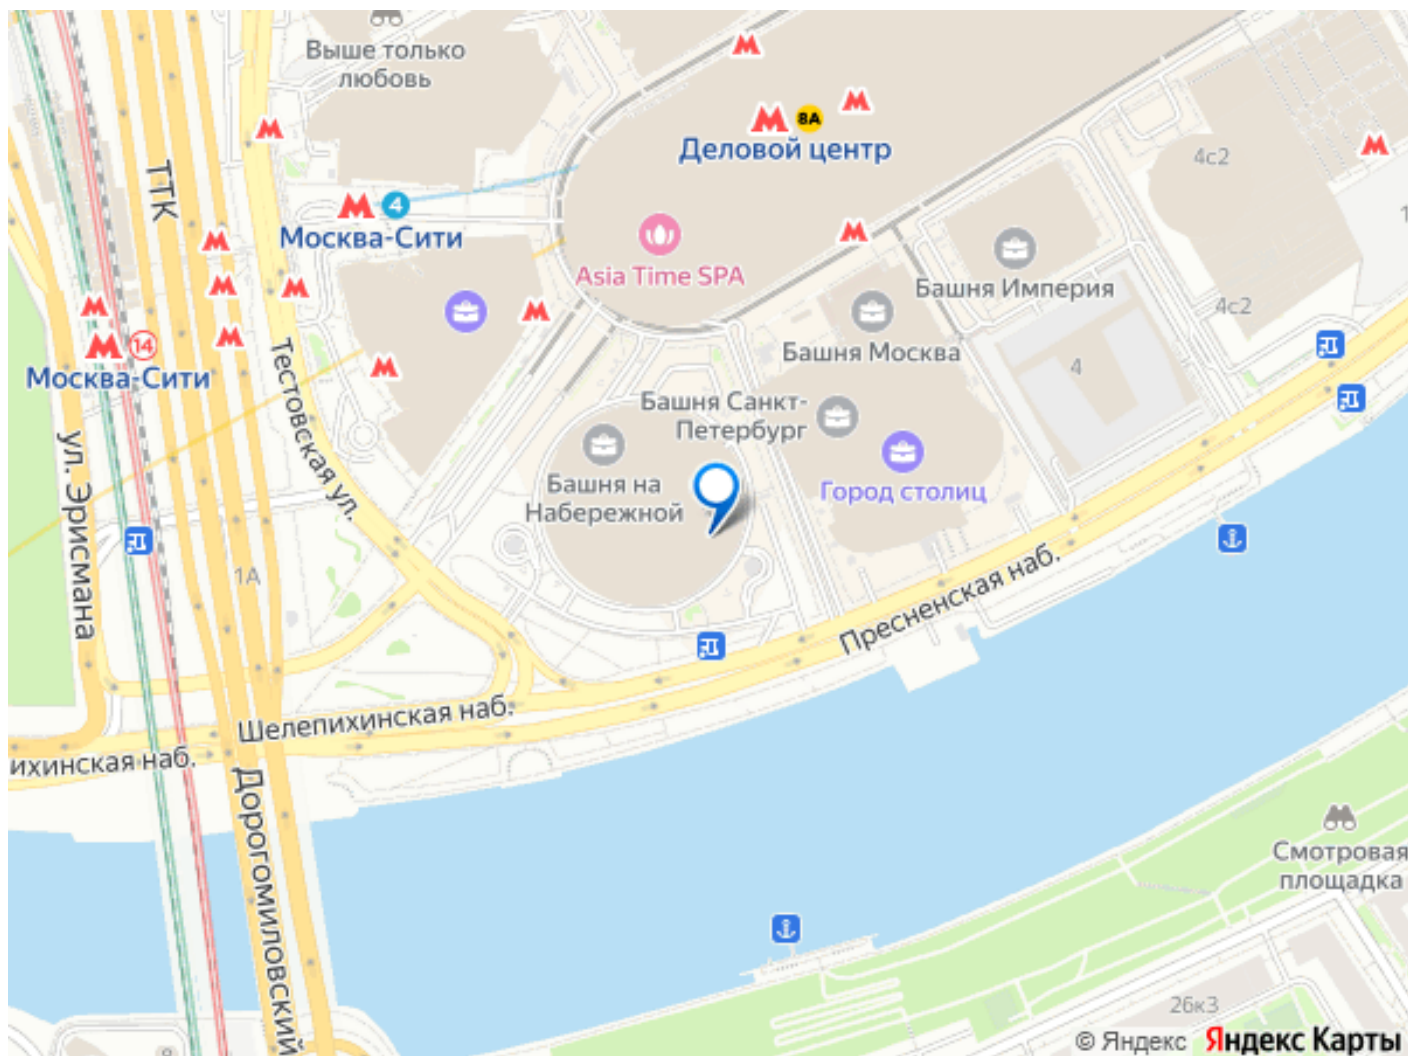 Выше только
любовь
8А
Деловой центр
4с2
ТТК
4
Москва-Сити
Asia Time SPA
Башня Империя
4с2
14
Москва-Сити
Тестовская ул.
Башня Москва
4
Башня Санкт-
Петербург
ул. Эрисмана
Башня на
Набережной
Город столиц
1А
Пресненская наб.
Шелепихинская наб.
ихинская наб.
Дорогомиловский
Смотровая
площадка
26к3
© Яндекс Яндекс Карты